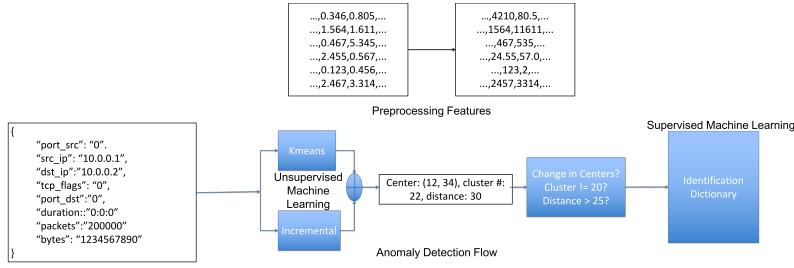 ...,0.346,0.805,...
...,1.564,1.611,...
...,0.467,5.345,...
...,2.455,0.567,...
...,0.123,0.456,...
...,2.467,3.314,...
...,4210,80.5,...
...,1564,11611,...
...,467,535,...
...,24.55,57.0,...
...,123,2,...
...,2457,3314,...
Preprocessing Features
{
"port_src": "0".
"src_ip": "10.0.0.1",
"dst_ip":"10.0.0.2",
"tcp_flags": "0",
"port_dst":"0",
"duration::"0:0:0"
"packets":"200000"
"bytes": "1234567890"
}
Kmeans
Unsupervised
Machine
Learning
Incremental
Center: (12, 34), cluster #:
22, distance: 30
Change in Centers?
Cluster != 20?
Distance > 25?
Supervised Machine Learning
Identification
Dictionary
Anomaly Detection Flow